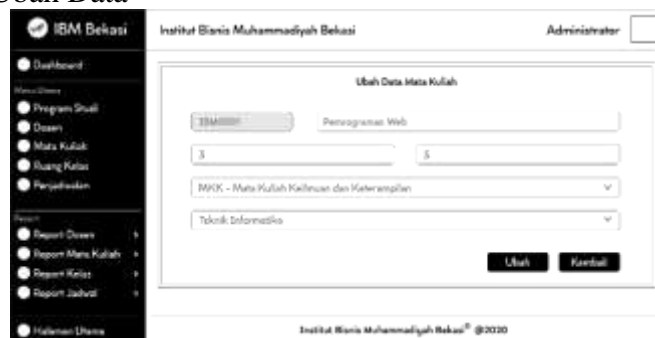 Ubah Data
IBM Bekasi
Institut Bisnis Muhammadiyah Bekasi
Administrator
Dashboard
Menu Utama
Program Studi
Dosen
Mata Kuliah
Ruang Kelas
Penjadwalan
Report
Report Dosen
Report Mata Kuliah
Report Kelas
Report Jadwal
Halaman Utama
Ubah Data Mata Kuliah
Pemrograman Web
3
5
MKK - Mata Kuliah Keilmuan dan Keterampilan
Teknik Informatika
Ubah
Kembali
Institut Bisnis Muhammadiyah Bekasi® @2020